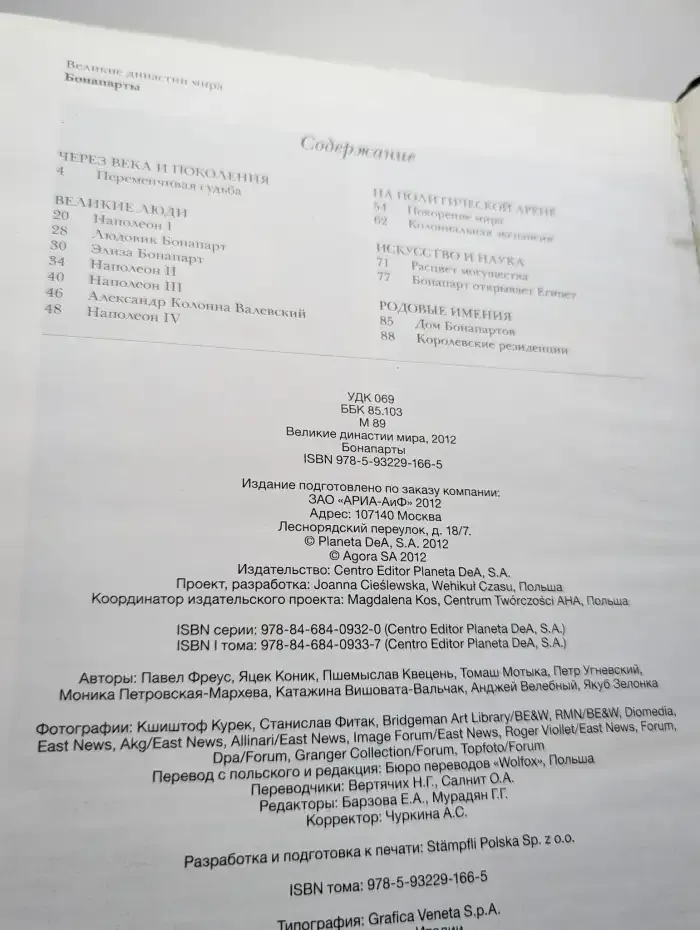 Великие династии мира
Бонапарты
Содержание
ЧЕРЕЗ ВЕКА И ПОКОЛЕНИЯ
4 Переменчивая судьба
ВЕЛИКИЕ ЛЮДИ
20 Наполеон I
28 Людовик Бонапарт
30 Элиза Бонапарт
34 Наполеон II
40 Наполеон III
46 Александр Колонна Валевский
48 Наполеон IV
НА ПОЛИТИЧЕСКОЙ АРЕНЕ
54 Покорение мира
62 Колониальная экспансия
ИСКУССТВО И НАУКА
71 Расцвет могущества
77 Бонапарт открывает Египет
РОДОВЫЕ ИМЕНИЯ
85 Дом Бонапартов
88 Королевские резиденции
УДК 069
ББК 85.103
М 89
Великие династии мира, 2012
Бонапарты
ISBN 978-5-93229-166-5
Издание подготовлено по заказу компании:
ЗАО «АРИА-АиФ» 2012
Адрес: 107140 Москва
Леснорядский переулок, д. 18/7.
© Planeta DeA, S.A. 2012
© Agora SA 2012
Издательство: Centro Editor Planeta DeA, S.A.
Проект, разработка: Joanna Cieślewska, Wehikuł Czasu, Польша
Координатор издательского проекта: Magdalena Kos, Centrum Twórczości AHA, Польша
ISBN серии: 978-84-684-0932-0 (Centro Editor Planeta DeA, S.A.)
ISBN I тома: 978-84-684-0933-7 (Centro Editor Planeta DeA, S.A.)
Авторы: Павел Фреус, Яцек Коник, Пшемыслав Квецень, Томаш Мотыка, Петр Угневский,
Моника Петровская-Мархева, Катажина Вишовата-Вальчак, Анджей Велебный, Якуб Зелонка
Фотографии: Кшиштоф Курек, Станислав Фитак, Bridgeman Art Library/BE&W, RMN/BE&W, Diomedia,
East News, Akg/East News, Allinari/East News, Image Forum/East News, Roger Viollet/East News, Forum,
Dpa/Forum, Granger Collection/Forum, Topfoto/Forum
Перевод с польского и редакция: Бюро переводов «Wolfox», Польша
Переводчики: Вертячих Н.Г., Салнит О.А.
Редакторы: Барзова Е.А., Мурадян Г.Г.
Корректор: Чуркина А.С.
Разработка и подготовка к печати: Stämpfli Polska Sp. z o.o.
ISBN тома: 978-5-93229-166-5
Типография: Grafica Veneta S.p.A.